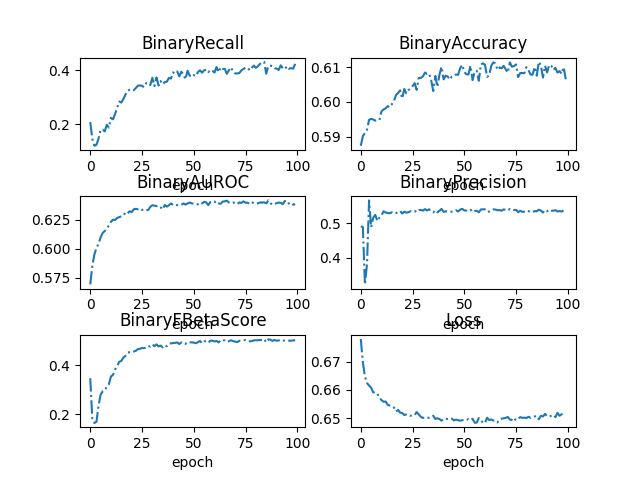 BinaryRecall
0.4
0.2
0 25 50 75 100
epoch
BinaryAccuracy
0.61
0.60
0.59
0 25 50 75 100
epoch
BinaryAUROC
0.625
0.600
0.575
0 25 50 75 100
epoch
BinaryPrecision
0.5
0.4
0 25 50 75 100
epoch
BinaryFBetaScore
0.4
0.2
0 25 50 75 100
epoch
Loss
0.67
0.66
0.65
0 25 50 75 100
epoch